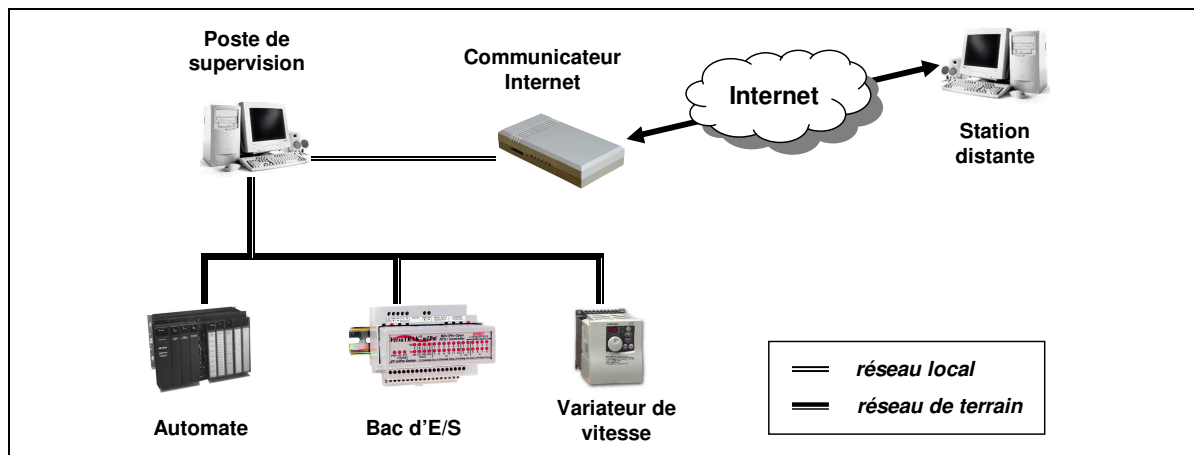 Poste de
supervision
Communicateur
Internet
Internet
Station
distante
Automate
Bac d'E/S
Variateur de
vitesse
réseau local
réseau de terrain